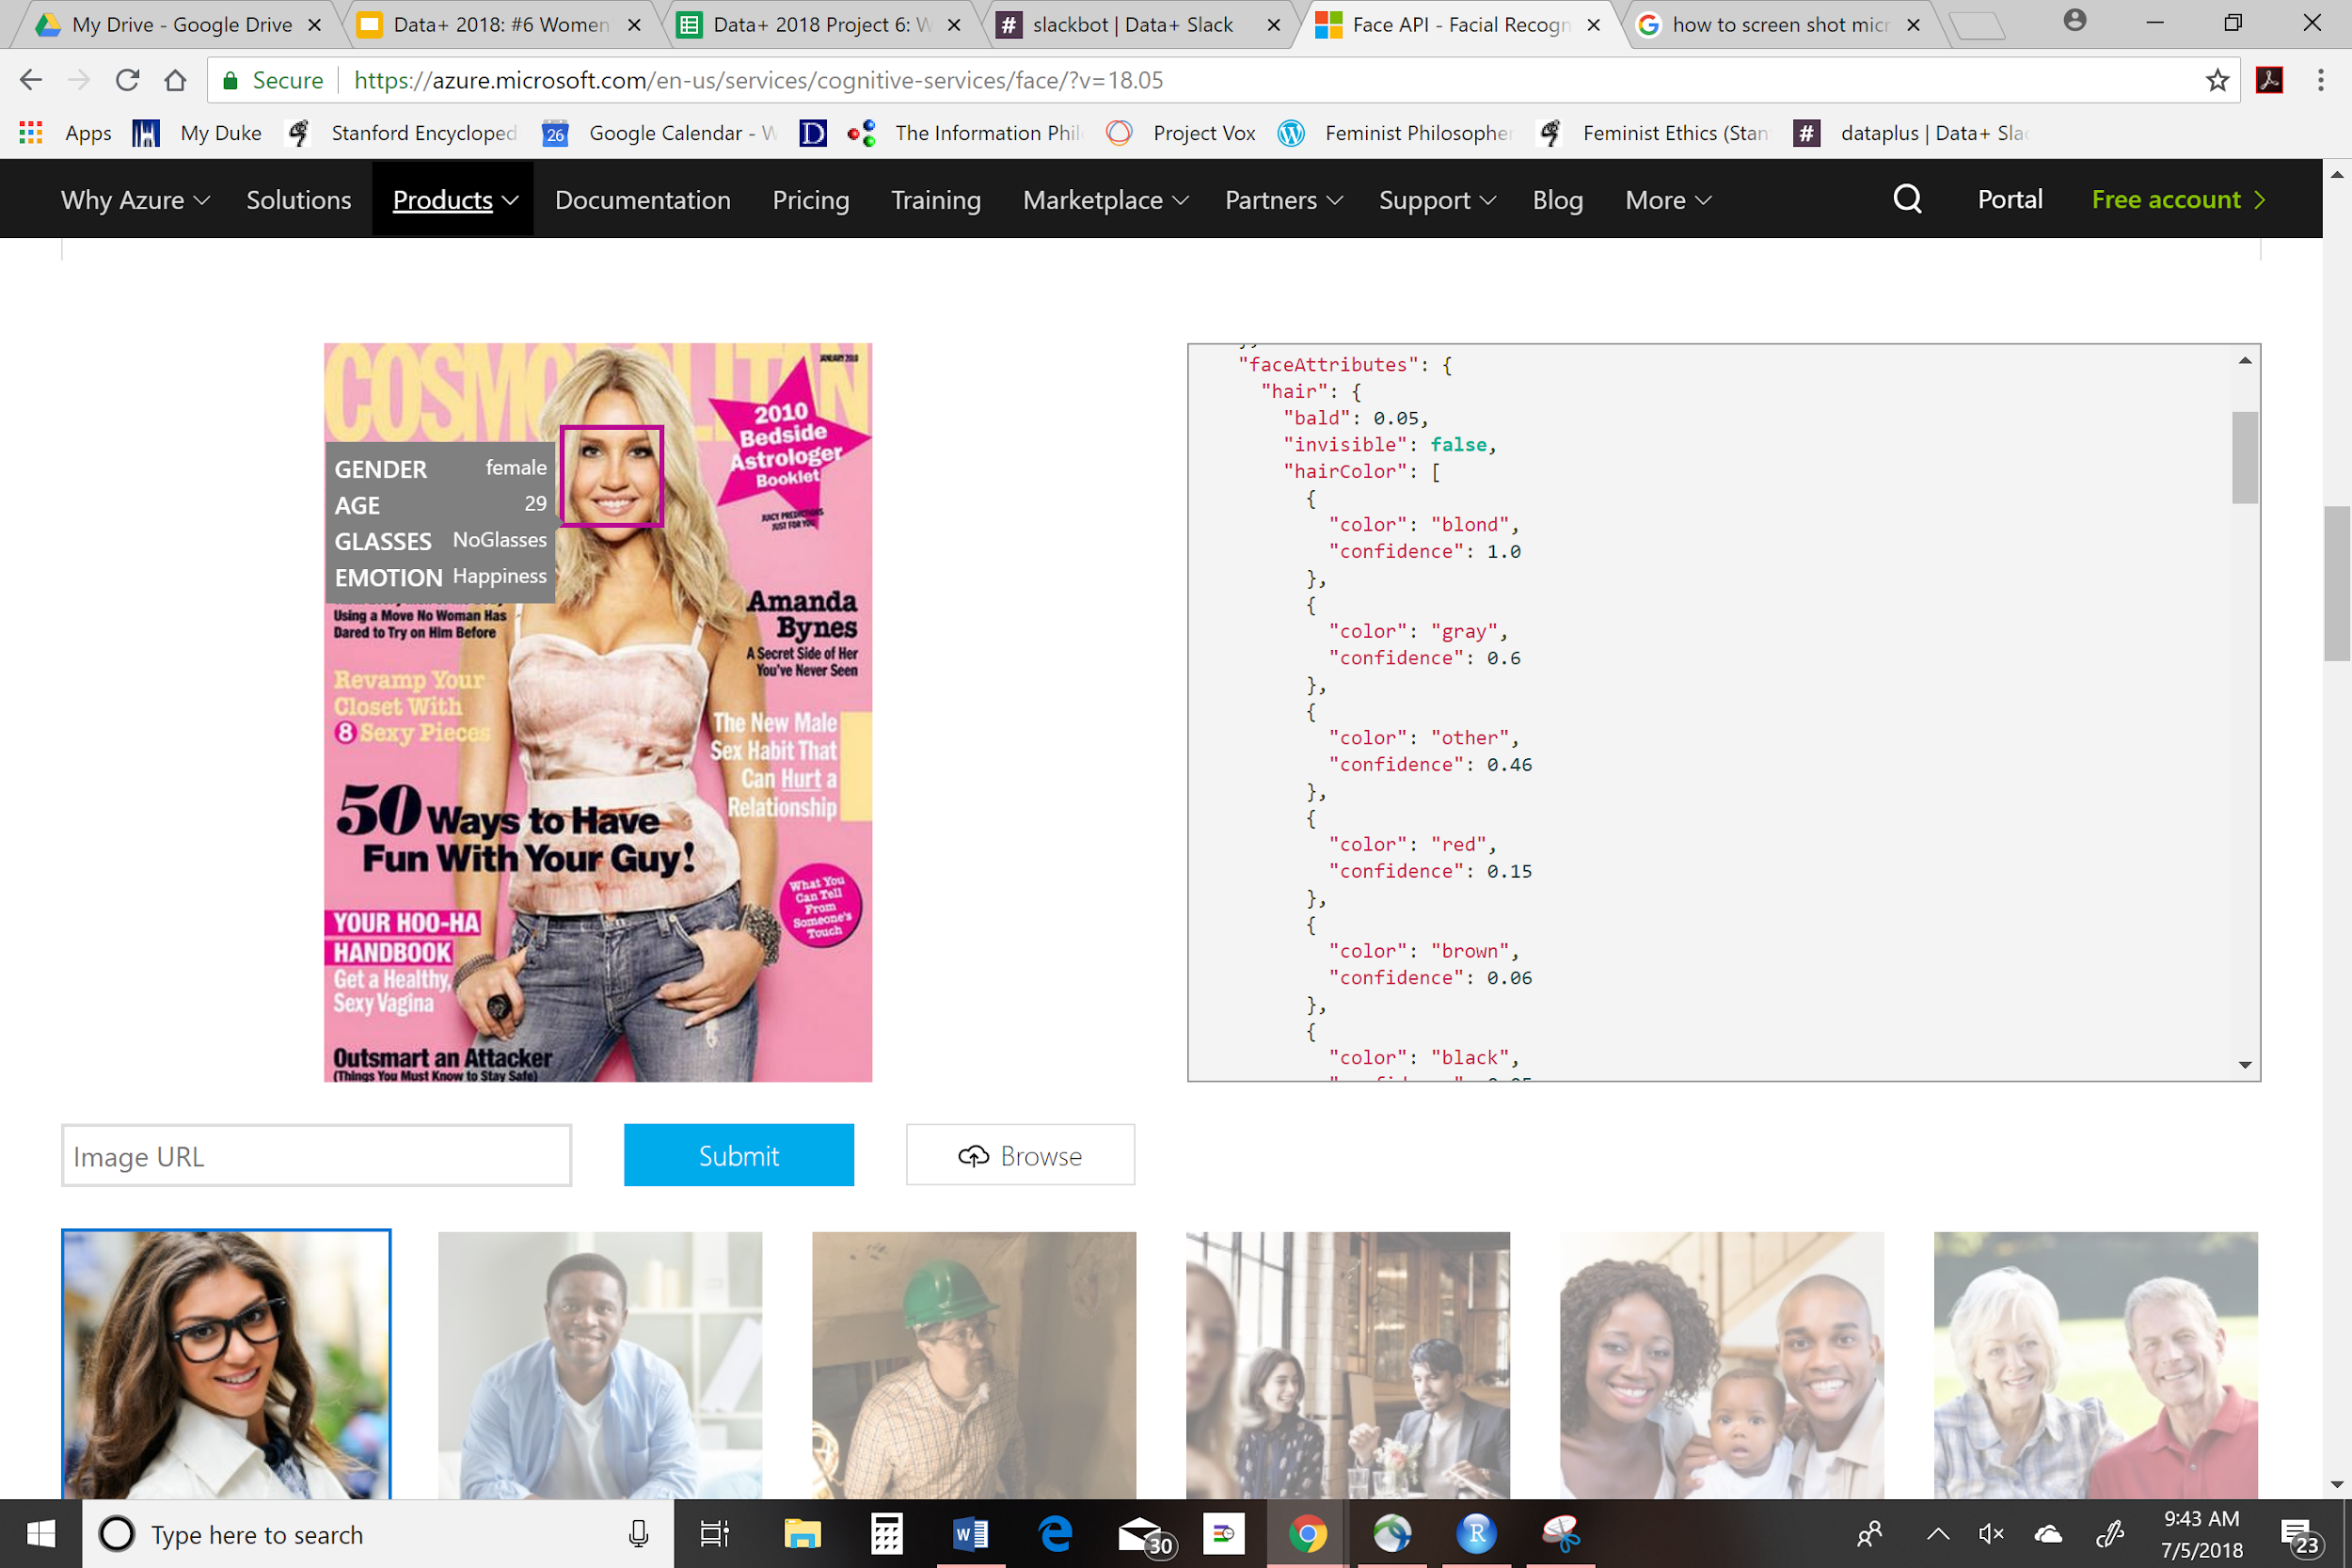 My Drive - Google Drive
Data+ 2018: #6 Women
Data+ 2018 Project 6: W
slackbot | Data+ Slack
Face API - Facial Recogn
how to screen shot micr
Secure
https://azure.microsoft.com/en-us/services/cognitive-services/face/?v=18.05
Apps
My Duke
Stanford Encycloped
26
Google Calendar - W
D
The Information Phil
Project Vox
Feminist Philosopher
Feminist Ethics (Stan
dataplus | Data+ Slac
Why Azure
Solutions
Products
Documentation
Pricing
Training
Marketplace
Partners
Support
Blog
More
Portal
Free account
COSMOPOLITAN
JANUARY 2010
2010
Bedside
Astrologer
Booklet
JUICY PREDICTIONS
JUST FOR YOU
GENDER female
AGE 29
GLASSES NoGlasses
EMOTION Happiness
Using a Move No Woman Has
Dared to Try on Him Before
Amanda
Bynes
A Secret Side of Her
You've Never Seen
Revamp Your
Closet With
8 Sexy Pieces
The New Male
Sex Habit That
Can Hurt a
Relationship
50 Ways to Have
Fun With Your Guy!
What You
Can Tell
From
Someone's
Touch
YOUR HOO-HA
HANDBOOK
Get a Healthy,
Sexy Vagina
Outsmart an Attacker
(Things You Must Know to Stay Safe)
"faceAttributes": {
"hair": {
"bald": 0.05,
"invisible": false,
"hairColor": [
{
"color": "blond",
"confidence": 1.0
},
{
"color": "gray",
"confidence": 0.6
},
{
"color": "other",
"confidence": 0.46
},
{
"color": "red",
"confidence": 0.15
},
{
"color": "brown",
"confidence": 0.06
},
{
"color": "black",
Image URL
Submit
Browse
Type here to search
30
R
9:43 AM
7/5/2018
23